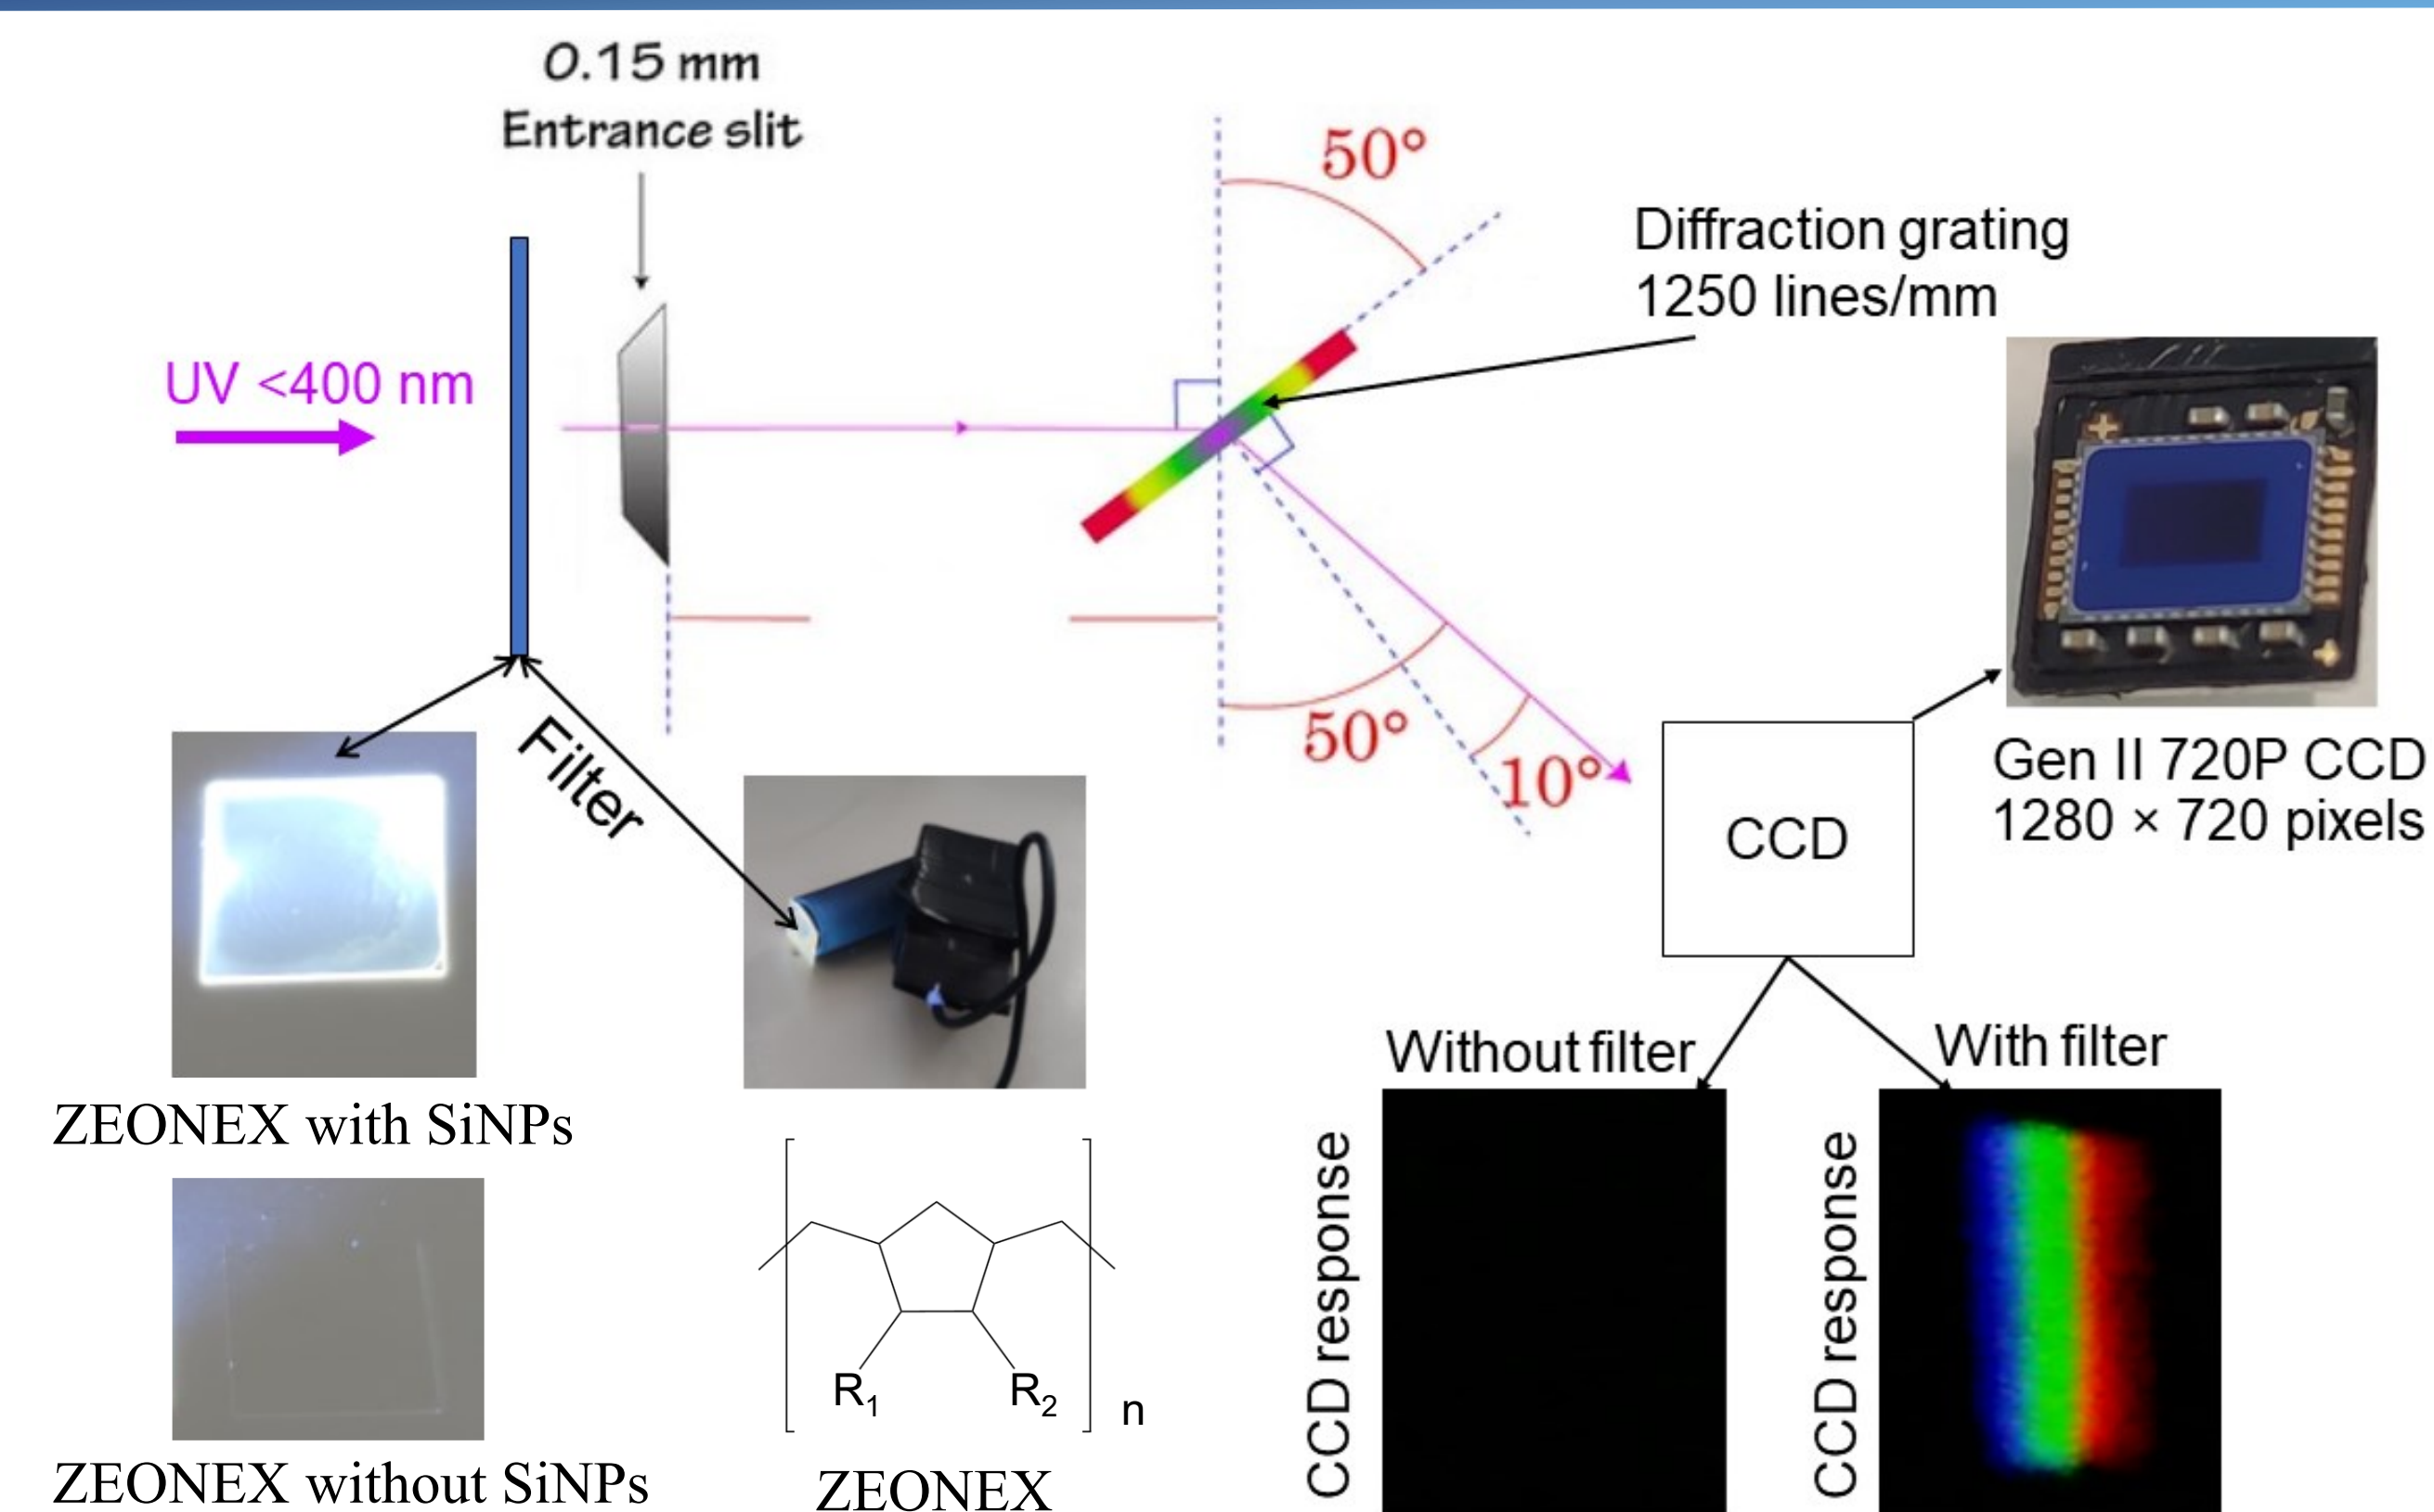 0.15 mm
Entrance slit
50°
Diffraction grating
1250 lines/mm
UV <400 nm
Filter
50°
10°
CCD
Gen II 720P CCD
1280 × 720 pixels
ZEONEX with SiNPs
ZEONEX without SiNPs
R1
R2
n
ZEONEX
Without filter
With filter
CCD response
CCD response